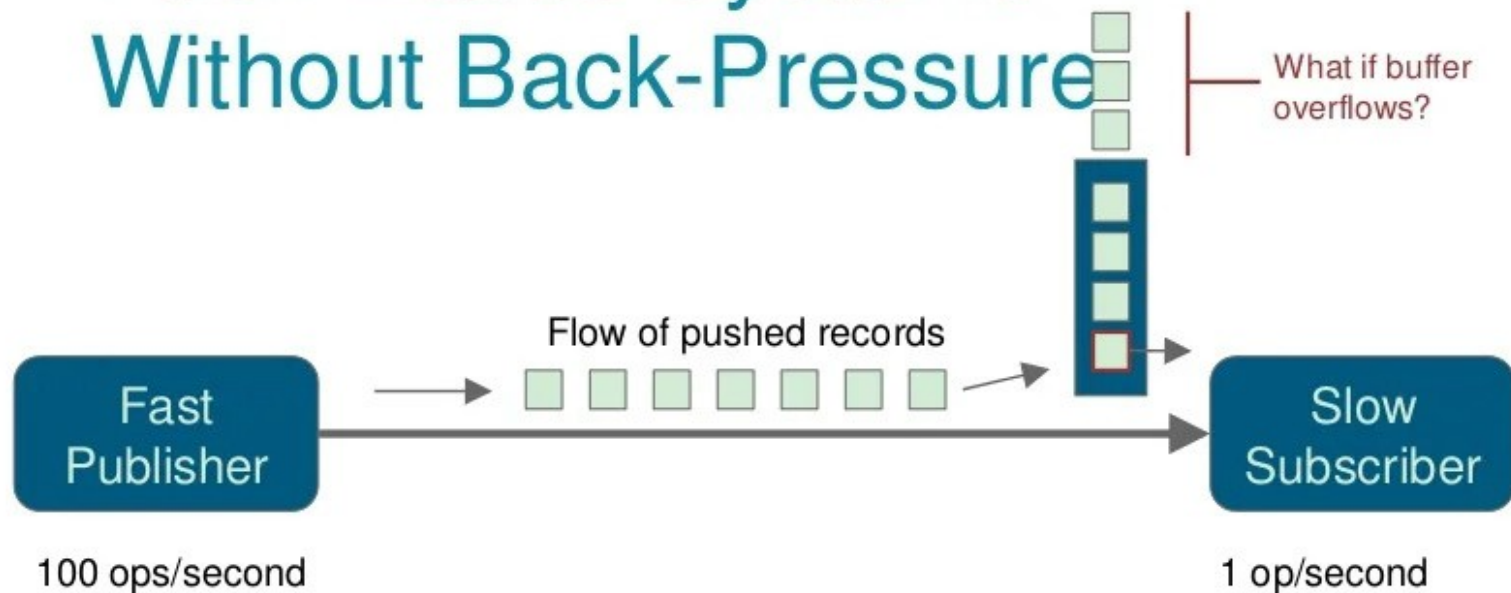 Without Back-Pressure
What if buffer
overflows?
Flow of pushed records
Fast
Publisher
Slow
Subscriber
100 ops/second
1 op/second